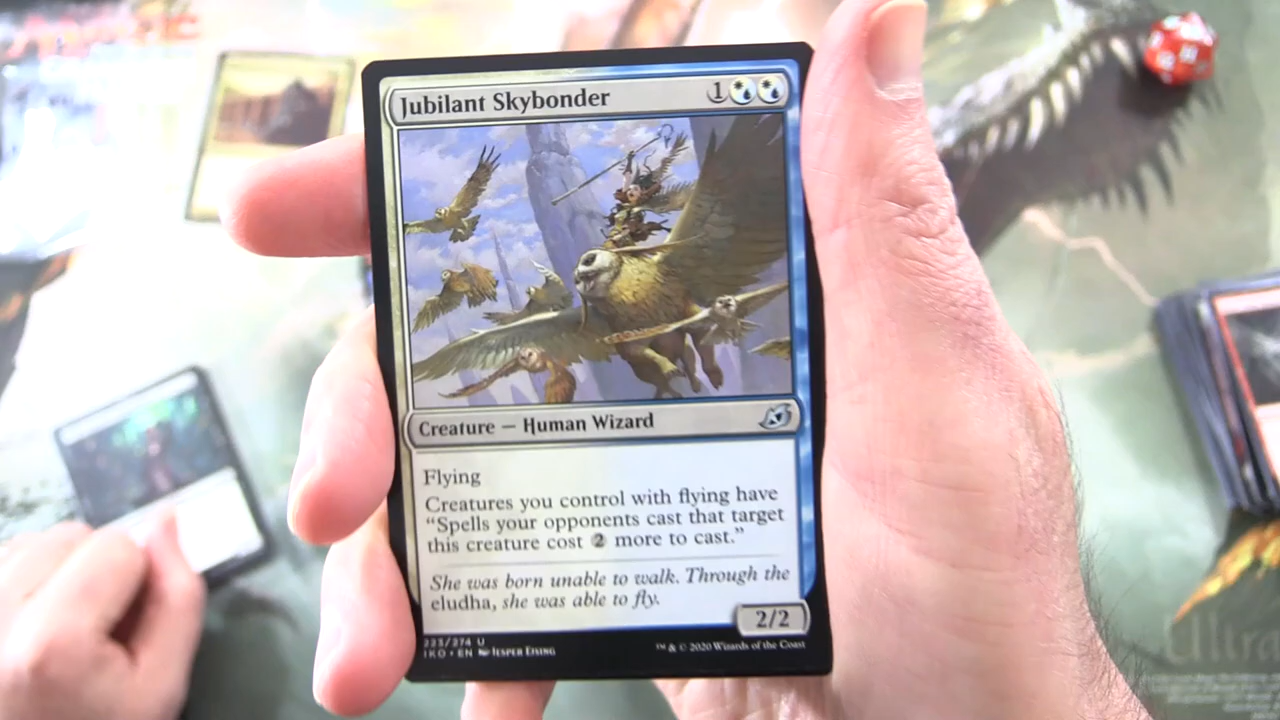 Jubilant Skybonder 1
Creature — Human Wizard
Flying
Creatures you control with flying have
“Spells your opponents cast that target
this creature cost 2 more to cast.”
She was born unable to walk. Through the
eludha, she was able to fly.
2/2
223/274 U
IKO • EN Jesper Ejsing
™ & © 2020 Wizards of the Coast
Ultra